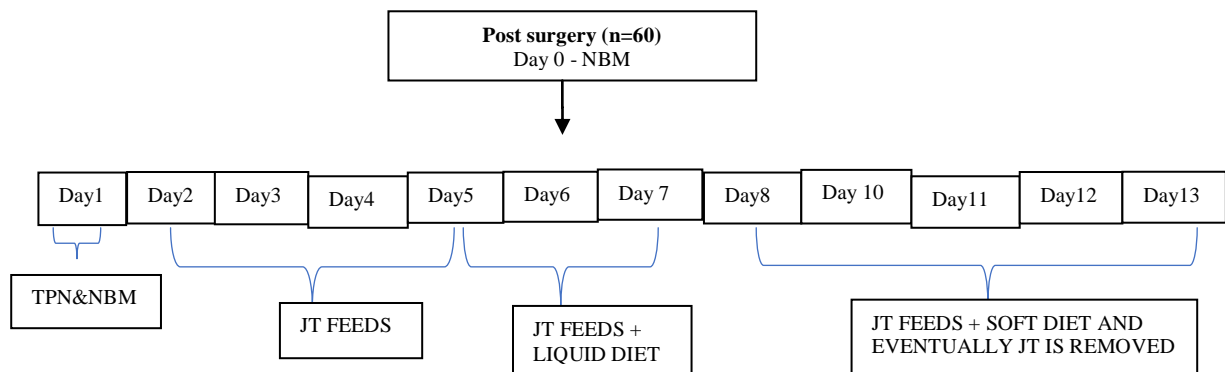 Post surgery (n=60)
Day 0 - NBM
Day1
Day2
Day3
Day4
Day5
Day6
Day 7
Day8
Day 10
Day11
Day12
Day13
TPN&NBM
JT FEEDS
JT FEEDS +
LIQUID DIET
JT FEEDS + SOFT DIET AND
EVENTUALLY JT IS REMOVED